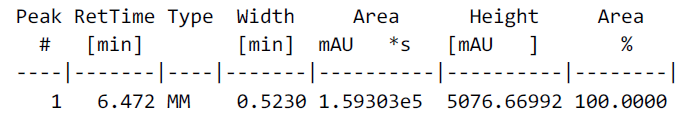 Peak RetTime Type  Width     Area      Height     Area
  #   [min]        [min]  mAU   *s   [mAU   ]      %
----|-------|----|-------|----------|----------|--------|
   1   6.472 MM    0.5230 1.59303e5  5076.66992 100.0000